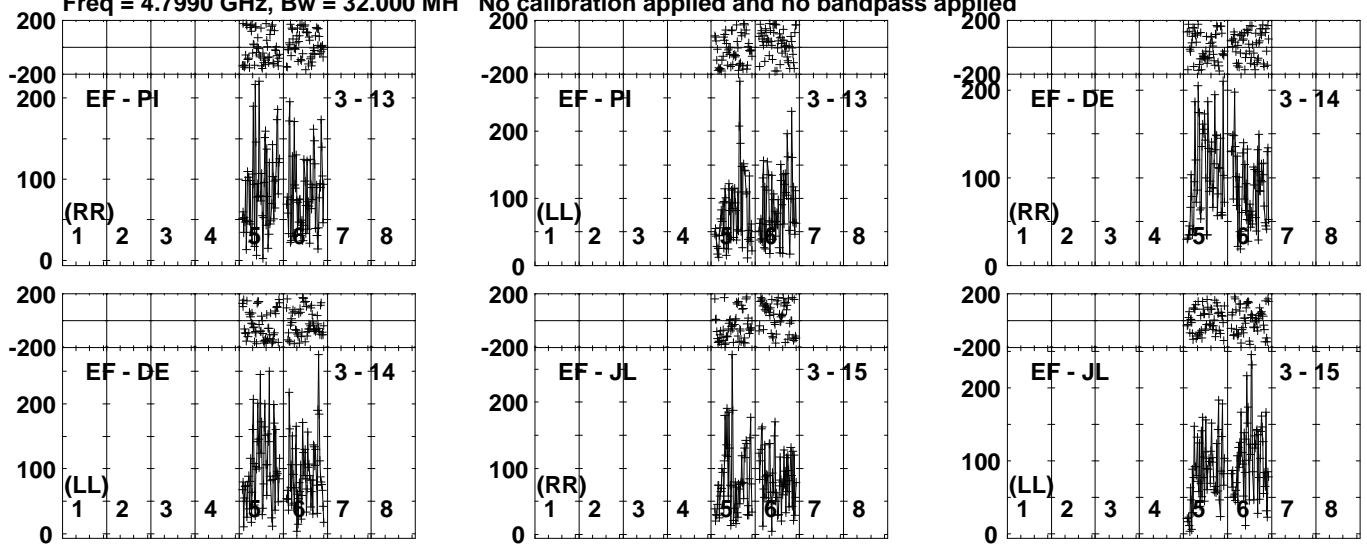 Freq = 4.7990 GHz, Bw = 32.000 MH No calibration applied and no bandpass applied
200
-200
200
100
0
EF - PI 3 - 13
(RR)
1 2 3 4 5 6 7 8
200
-200
200
100
0
EF - PI 3 - 13
(LL)
1 2 3 4 5 6 7 8
200
-200
200
100
0
EF - DE 3 - 14
(RR)
1 2 3 4 5 6 7 8
200
-200
200
100
0
EF - DE 3 - 14
(LL)
1 2 3 4 5 6 7 8
200
-200
200
100
0
EF - JL 3 - 15
(RR)
1 2 3 4 5 6 7 8
200
-200
200
100
0
EF - JL 3 - 15
(LL)
1 2 3 4 5 6 7 8